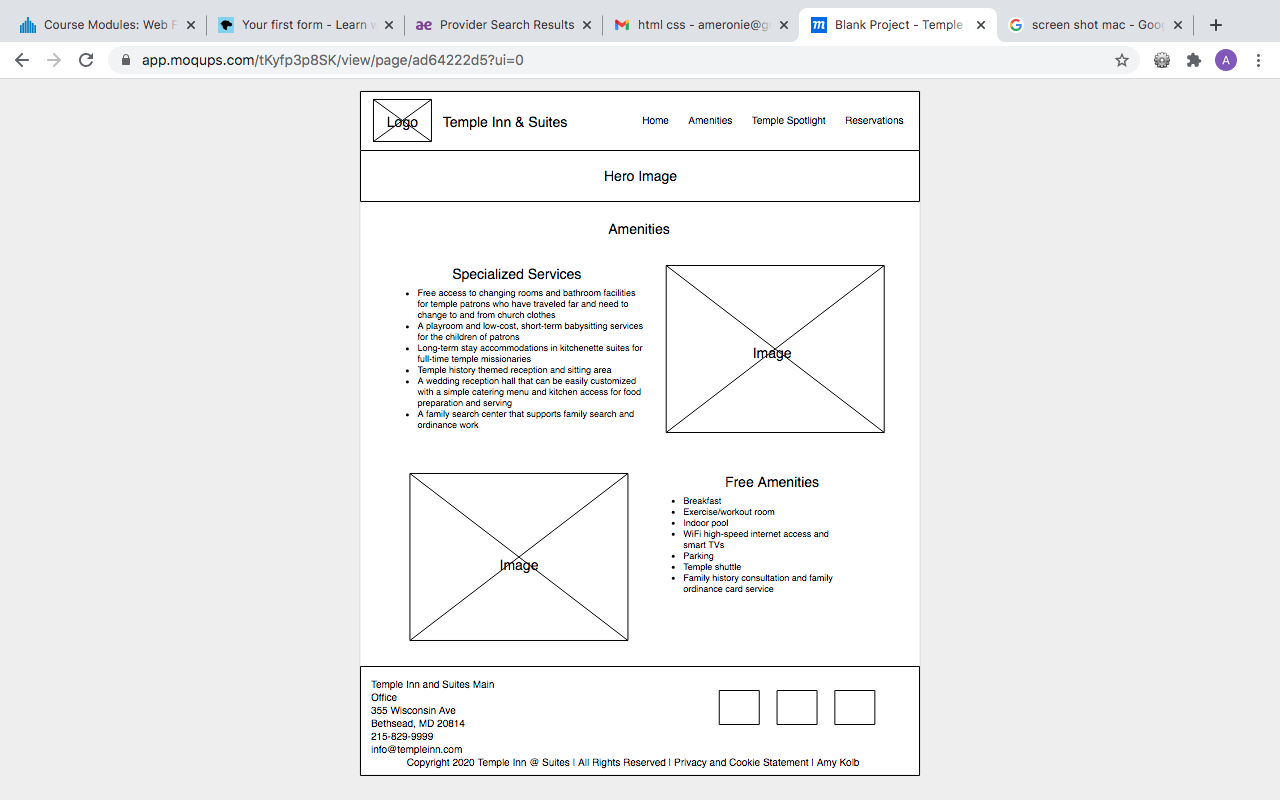 Course Modules: Web F
Your first form - Learn w
ae Provider Search Results
html css - ameronie@g
m Blank Project - Temple
G screen shot mac - Goog
app.moqups.com/tKyfp3p8SK/view/page/ad64222d5?ui=0
A
Logo
Temple Inn & Suites
Home Amenities Temple Spotlight Reservations
Hero Image
Amenities
Specialized Services
• Free access to changing rooms and bathroom facilities
for temple patrons who have traveled far and need to
change to and from church clothes
• A playroom and low-cost, short-term babysitting services
for the children of patrons
• Long-term stay accommodations in kitchenette suites for
full-time temple missionaries
• Temple history themed reception and sitting area
• A wedding reception hall that can be easily customized
with a simple catering menu and kitchen access for food
preparation and serving
• A family search center that supports family search and
ordinance work
Image
Image
Free Amenities
• Breakfast
• Exercise/workout room
• Indoor pool
• WiFi high-speed internet access and
smart TVs
• Parking
• Temple shuttle
• Family history consultation and family
ordinance card service
Temple Inn and Suites Main
Office
355 Wisconsin Ave
Bethsead, MD 20814
215-829-9999
info@templeinn.com
Copyright 2020 Temple Inn @ Suites | All Rights Reserved | Privacy and Cookie Statement | Amy Kolb